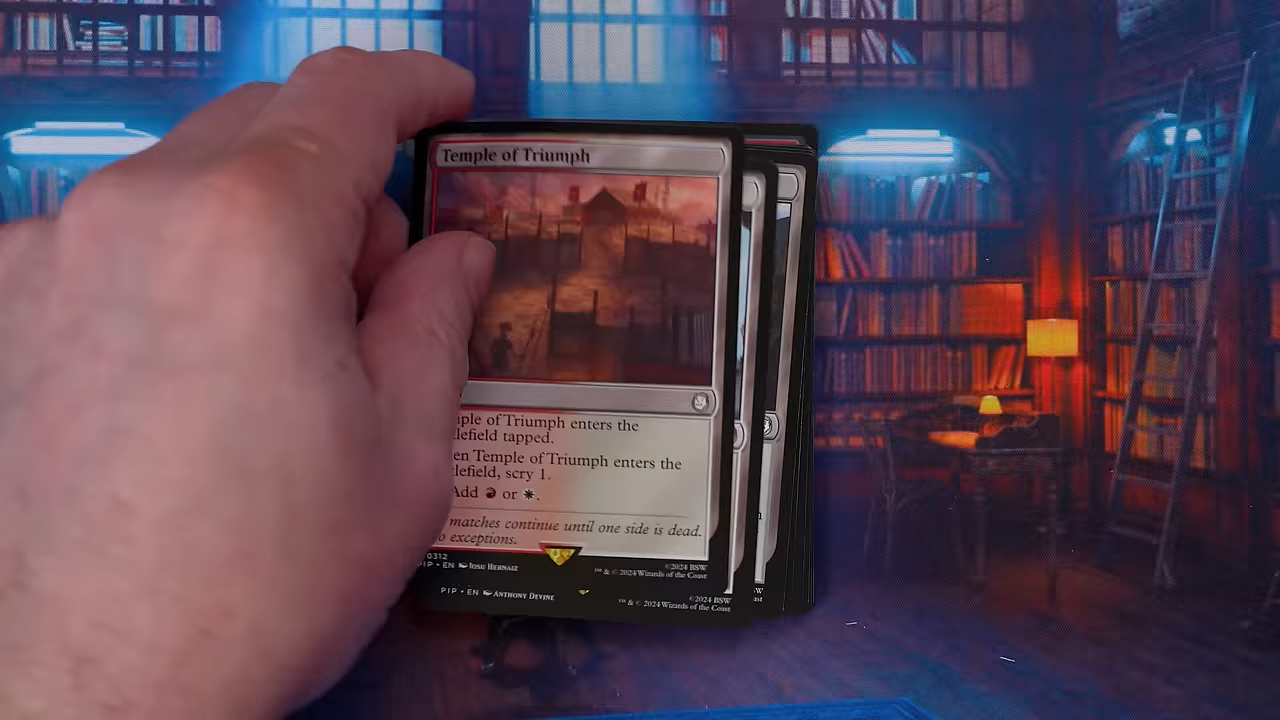 Temple of Triumph
ple of Triumph enters the
lefield tapped.
en Temple of Triumph enters the
lefield, scry 1.
Add or .
matches continue until one side is dead.
o exceptions.
0312
IP • EN Josu Hernaiz
©2024 BSW
™ & © 2024 Wizards of the Coast
PIP • EN Anthony Devine
©2024 BSW
™ & © 2024 Wizards of the Coast